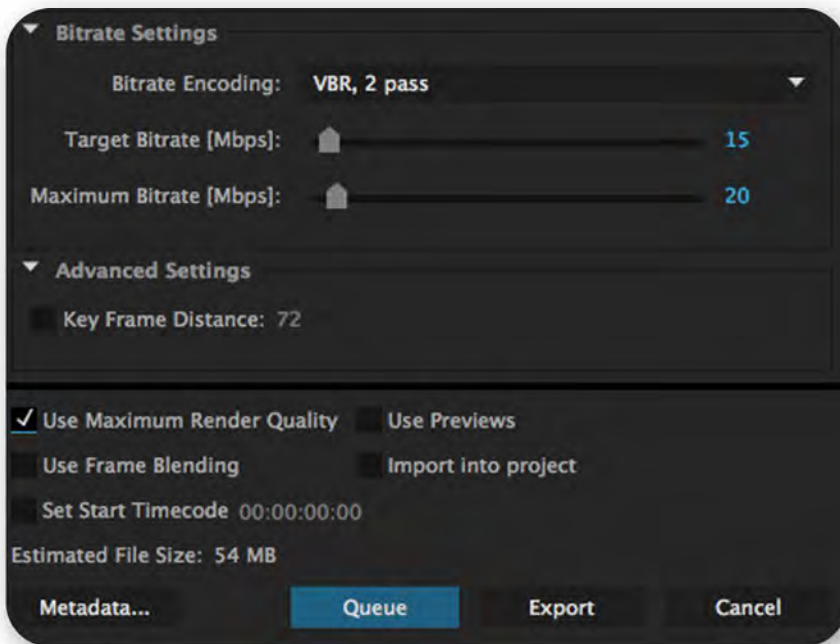 Bitrate Settings
Bitrate Encoding: VBR, 2 pass
Target Bitrate [Mbps]: 15
Maximum Bitrate [Mbps]: 20
Advanced Settings
Key Frame Distance: 72
Use Maximum Render Quality Use Previews
Use Frame Blending Import into project
Set Start Timecode 00:00:00:00
Estimated File Size: 54 MB
Metadata... Queue Export Cancel